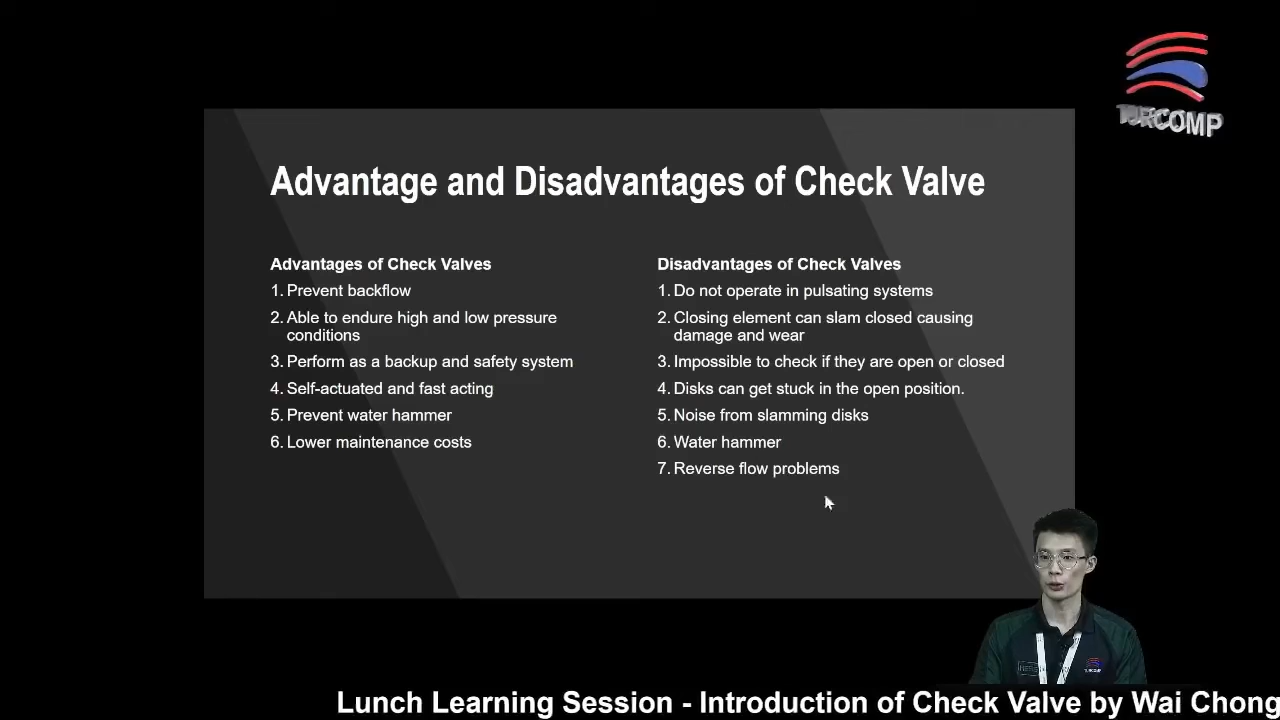 TURCOMP
Advantage and Disadvantages of Check Valve
Advantages of Check Valves
1. Prevent backflow
2. Able to endure high and low pressure
conditions
3. Perform as a backup and safety system
4. Self-actuated and fast acting
5. Prevent water hammer
6. Lower maintenance costs
Disadvantages of Check Valves
1. Do not operate in pulsating systems
2. Closing element can slam closed causing
damage and wear
3. Impossible to check if they are open or closed
4. Disks can get stuck in the open position.
5. Noise from slamming disks
6. Water hammer
7. Reverse flow problems
TURCOMP
Lunch Learning Session - Introduction of Check Valve by Wai Chong